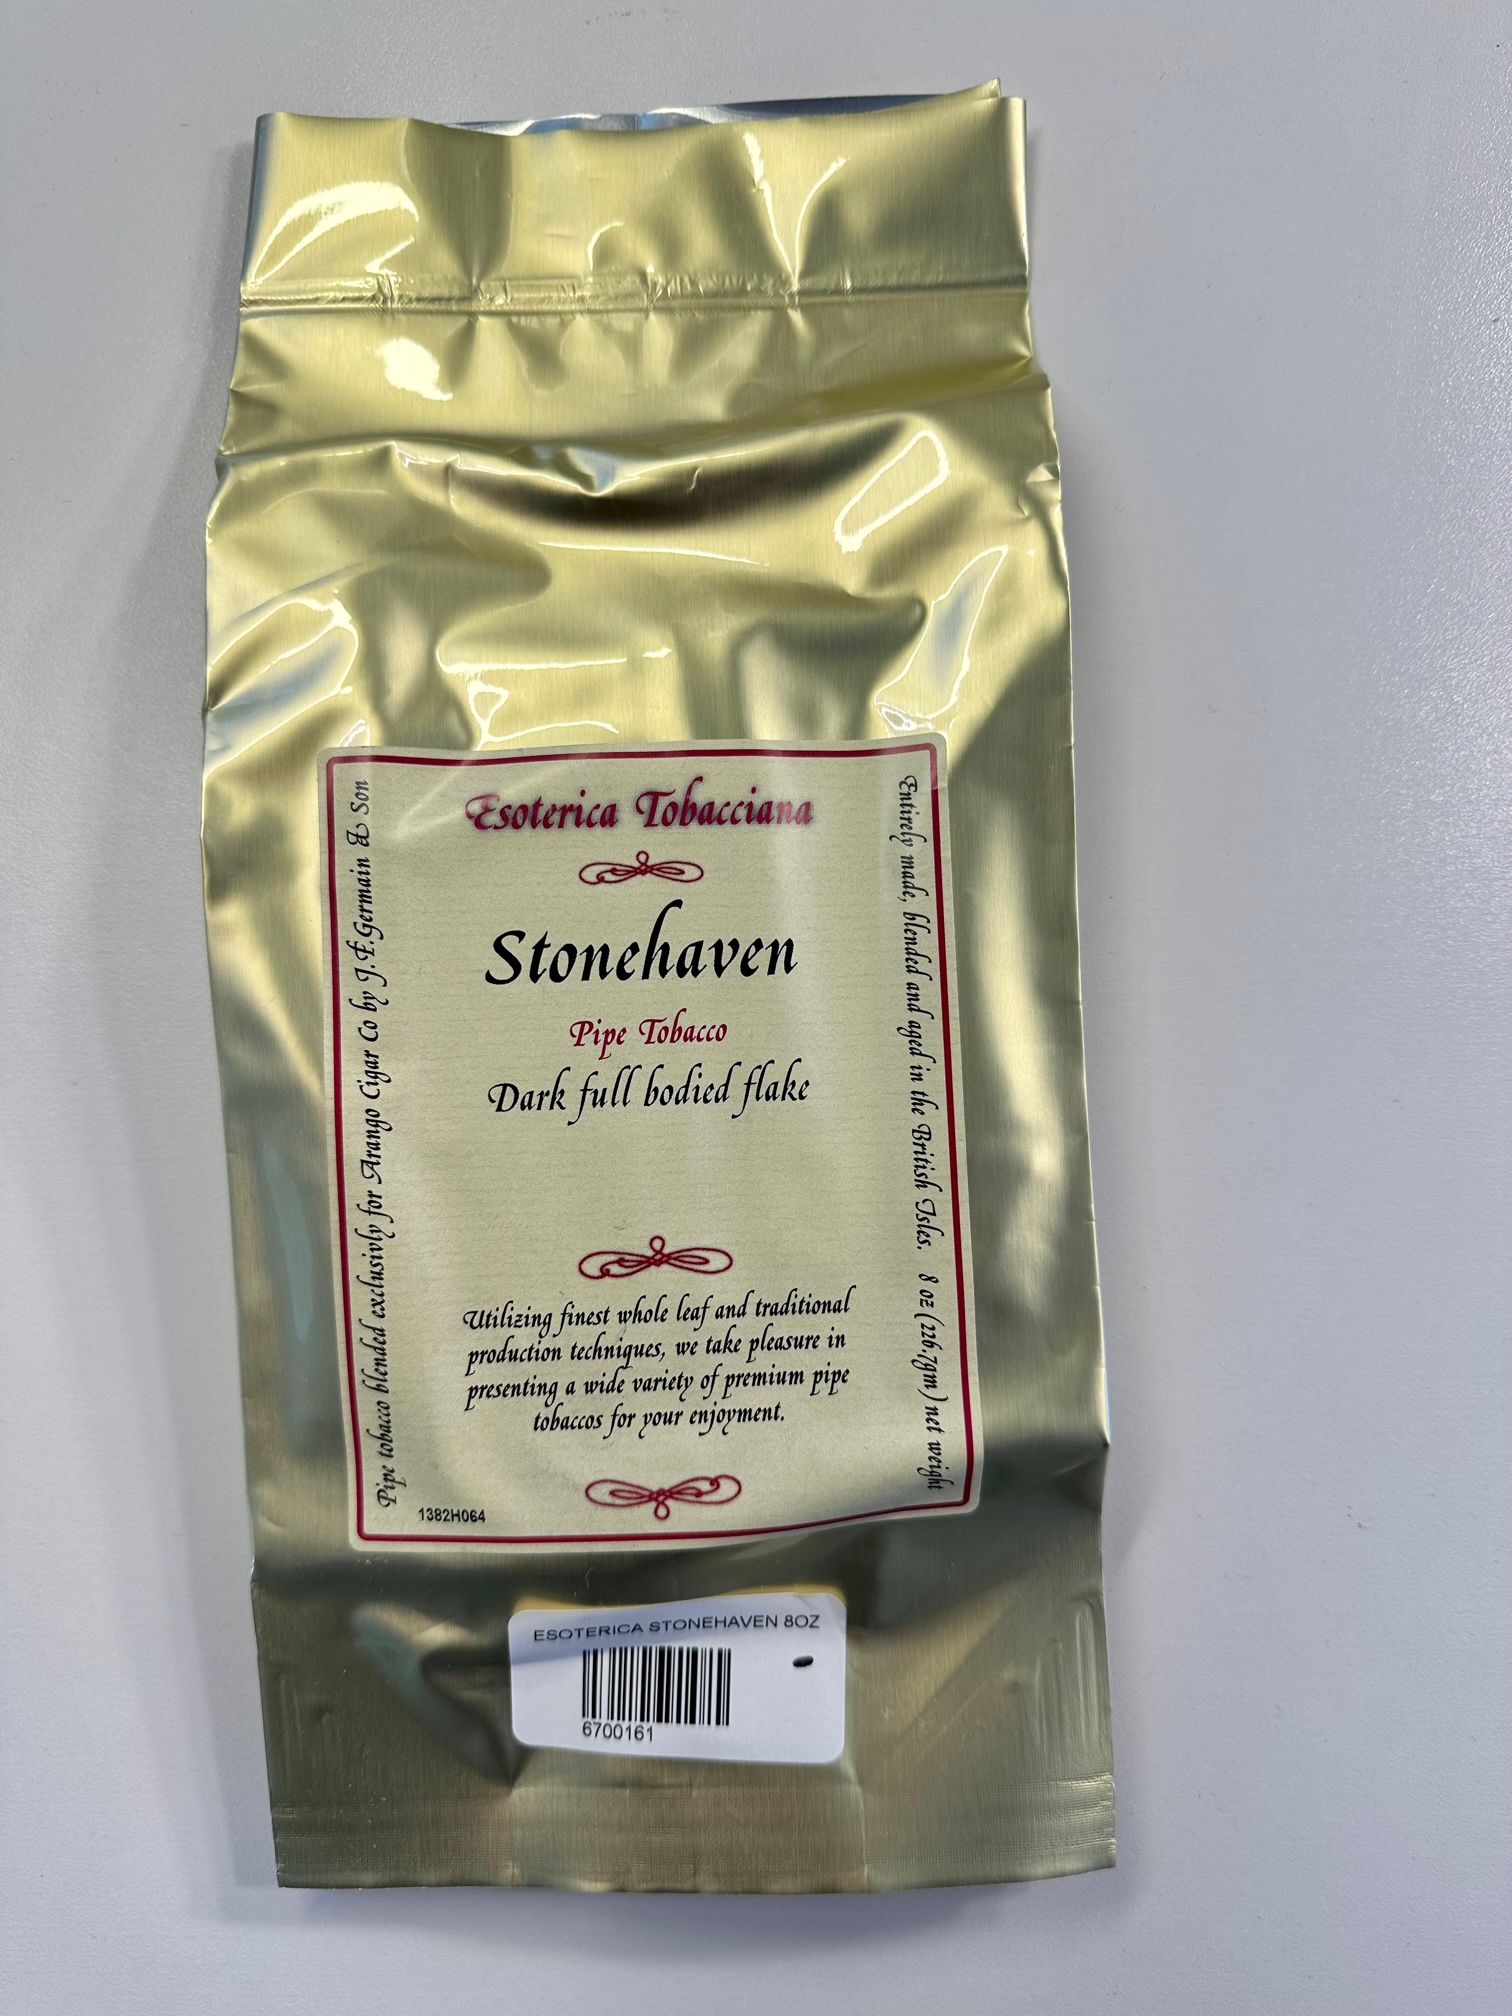 Esoterica Tobacciana
Stonehaven
Pipe Tobacco
Dark full bodied flake
Utilizing finest whole leaf and traditional
production techniques, we take pleasure in
presenting a wide variety of premium pipe
tobaccos for your enjoyment.
1382H064
Pipe tobacco blended exclusivly for Arango Cigar Co by J.F.Germain & Son
Entirely made, blended and aged in the British Isles. 8 oz (226.7gm) net weight
ESOTERICA STONEHAVEN 8OZ
6700161